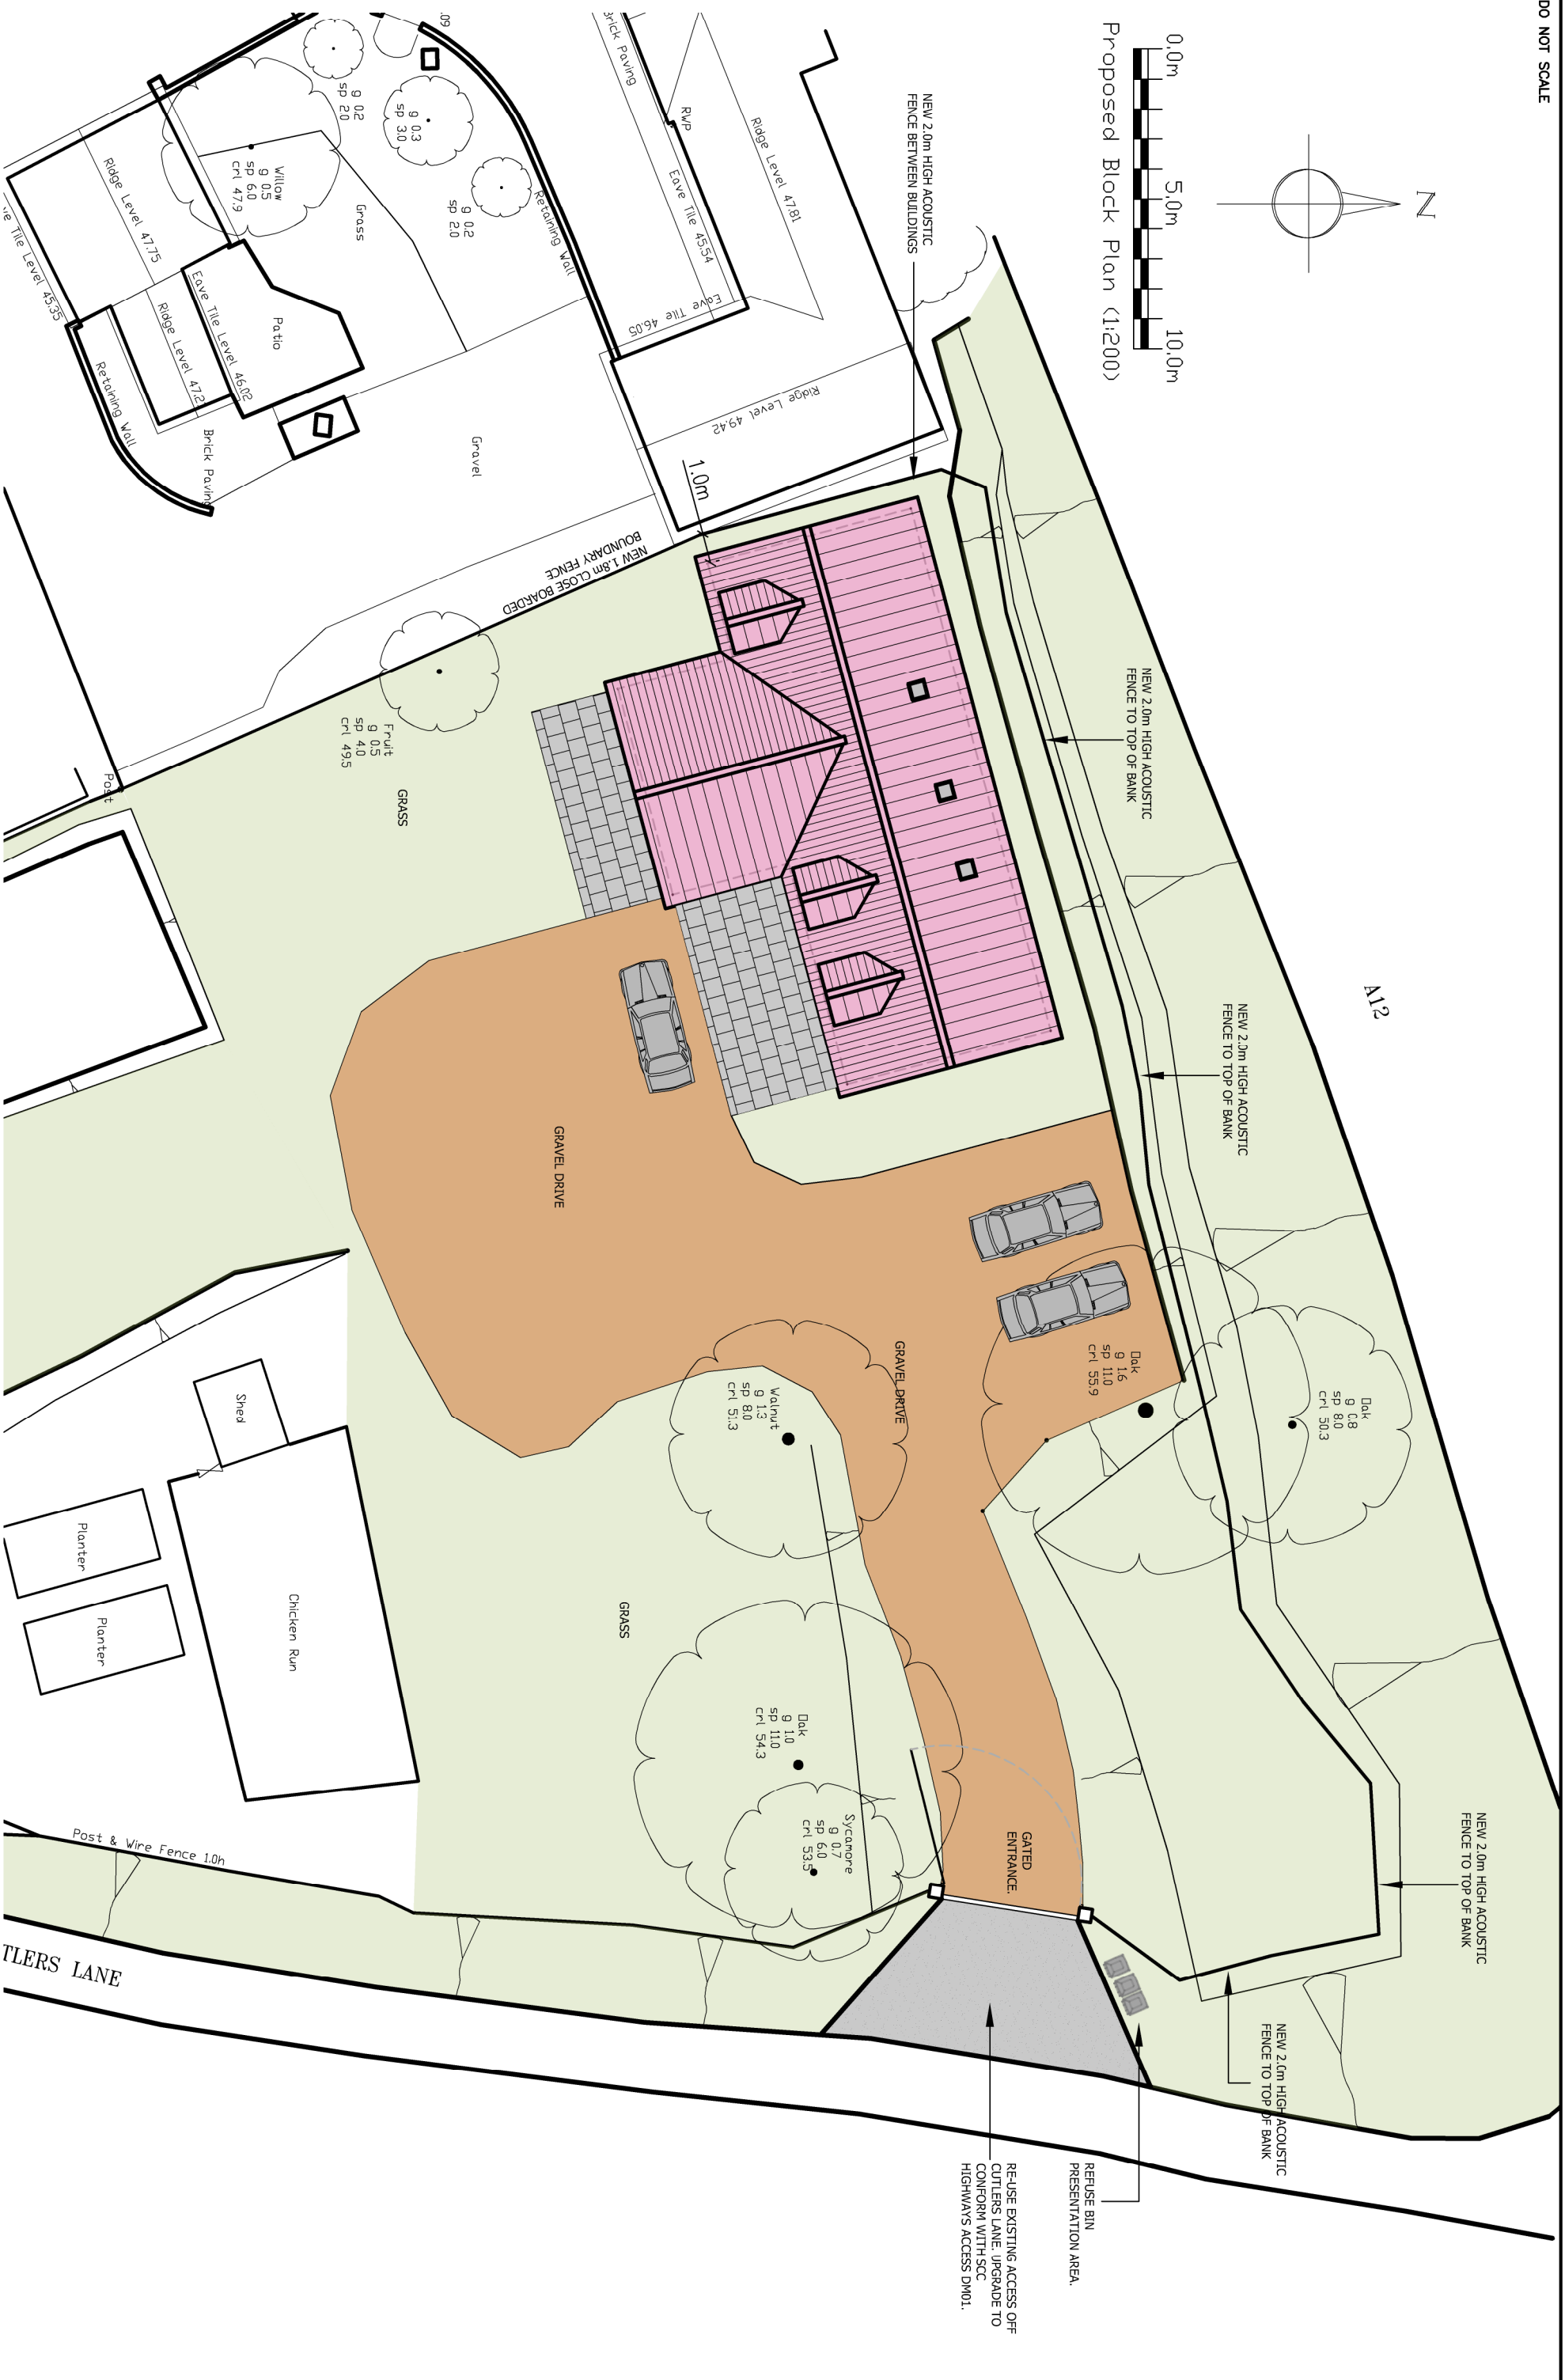 DO NOT SCALE
N
0.0m
5.0m
10.0m
Proposed Block Plan (1:200)
A12
NEW 2.0m HIGH ACOUSTIC
FENCE BETWEEN BUILDINGS
NEW 2.0m HIGH ACOUSTIC
FENCE TO TOP OF BANK
NEW 2.0m HIGH ACOUSTIC
FENCE TO TOP OF BANK
NEW 2.0m HIGH ACOUSTIC
FENCE TO TOP OF BANK
NEW 2.0m HIGH ACOUSTIC
FENCE TO TOP OF BANK
REFUSE BIN
PRESENTATION AREA.
RE-USE EXISTING ACCESS OFF
CUTLERS LANE. UPGRADE TO
CONFORM WITH SCC
HIGHWAYS ACCESS DM01.
GATED
ENTRANCE.
Oak
g 0.8
sp 8.0
crl 50.3
Oak
g 1.6
sp 11.0
crl 55.9
GRAVEL DRIVE
Walnut
g 1.3
sp 8.0
crl 51.3
Oak
g 1.0
sp 11.0
crl 54.3
Sycamore
g 0.7
sp 6.0
crl 53.5
GRASS
GRAVEL DRIVE
1.0m
NEW 1.8m CLOSE BOARDED
BOUNDARY FENCE
Fruit
g 0.5
sp 4.0
crl 49.5
GRASS
Post
Ridge Level 47.81
RWP
Eave Tile 45.54
Eave Tile 46.05
Ridge Level 49.42
Brick Paving
Retaining Wall
.09
g 0.3
sp 3.0
g 0.2
sp 2.0
g 0.2
sp 2.0
Willow
g 0.5
sp 6.0
crl 47.9
Grass
Gravel
Patio
Ridge Level 47.75
Eave Tile Level 46.02
Ridge Level 47.2
ve Tile Level 45.35
Retaining Wall
Brick Paving
Shed
Chicken Run
Planter
Planter
Post & Wire Fence 1.0h
TLERS LANE